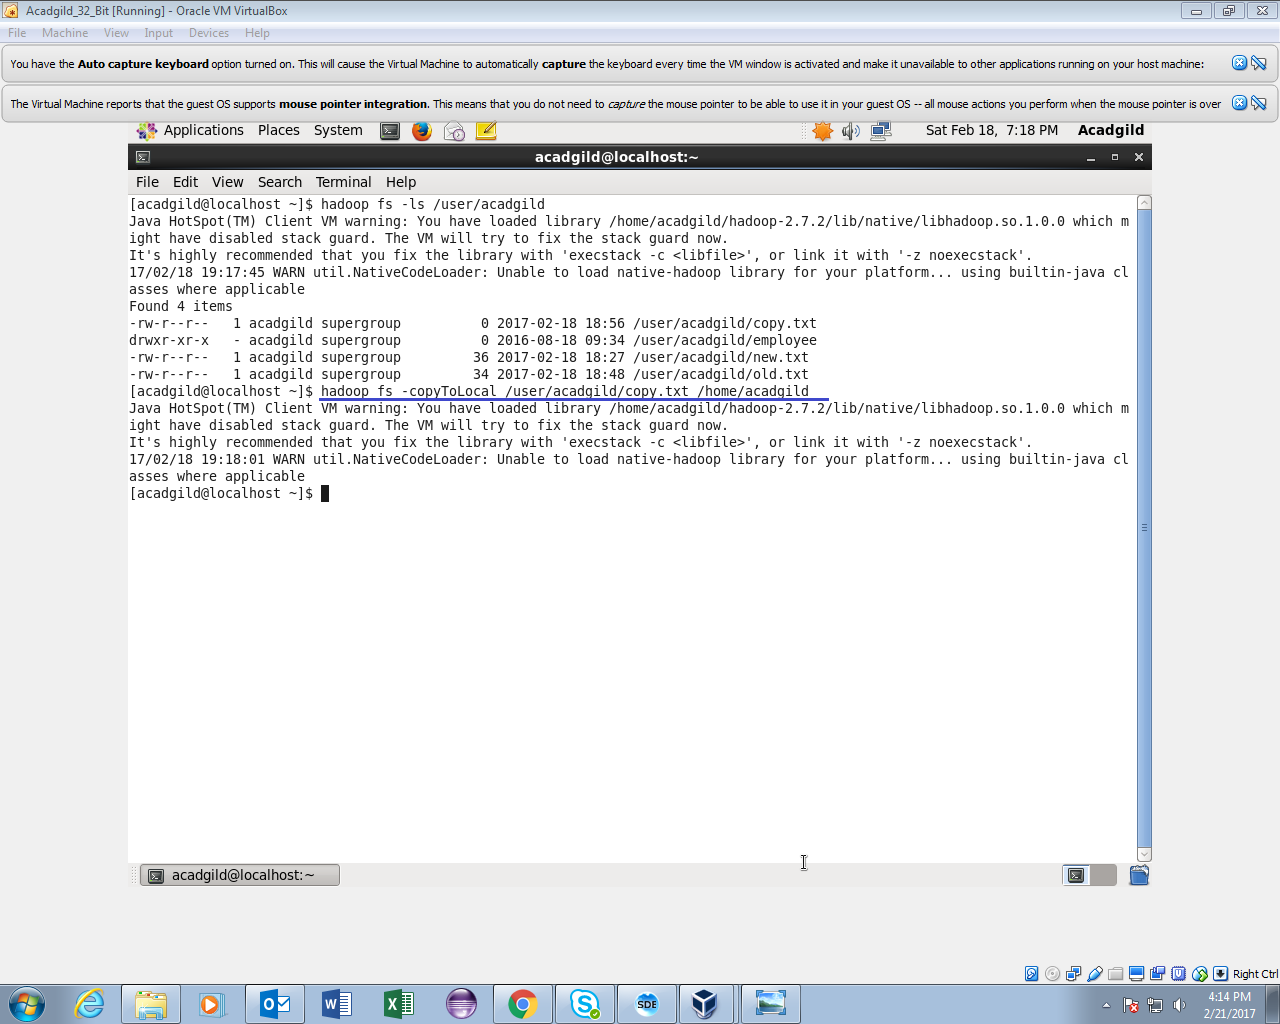 Acadgild_32_Bit [Running] - Oracle VM VirtualBox
File Machine View Input Devices Help
You have the Auto capture keyboard option turned on. This will cause the Virtual Machine to automatically capture the keyboard every time the VM window is activated and make it unavailable to other applications running on your host machine:
The Virtual Machine reports that the guest OS supports mouse pointer integration. This means that you do not need to capture the mouse pointer to be able to use it in your guest OS -- all mouse actions you perform when the mouse pointer is over
Applications Places System Sat Feb 18, 7:18 PM Acadgild
acadgild@localhost:~
File Edit View Search Terminal Help
[acadgild@localhost ~]$ hadoop fs -ls /user/acadgild
Java HotSpot(TM) Client VM warning: You have loaded library /home/acadgild/hadoop-2.7.2/lib/native/libhadoop.so.1.0.0 which m
ight have disabled stack guard. The VM will try to fix the stack guard now.
It's highly recommended that you fix the library with 'execstack -c <libfile>', or link it with '-z noexecstack'.
17/02/18 19:17:45 WARN util.NativeCodeLoader: Unable to load native-hadoop library for your platform... using builtin-java cl
asses where applicable
Found 4 items
-rw-r--r--   1 acadgild supergroup          0 2017-02-18 18:56 /user/acadgild/copy.txt
drwxr-xr-x   - acadgild supergroup          0 2016-08-18 09:34 /user/acadgild/employee
-rw-r--r--   1 acadgild supergroup         36 2017-02-18 18:27 /user/acadgild/new.txt
-rw-r--r--   1 acadgild supergroup         34 2017-02-18 18:48 /user/acadgild/old.txt
[acadgild@localhost ~]$ hadoop fs -copyToLocal /user/acadgild/copy.txt /home/acadgild
Java HotSpot(TM) Client VM warning: You have loaded library /home/acadgild/hadoop-2.7.2/lib/native/libhadoop.so.1.0.0 which m
ight have disabled stack guard. The VM will try to fix the stack guard now.
It's highly recommended that you fix the library with 'execstack -c <libfile>', or link it with '-z noexecstack'.
17/02/18 19:18:01 WARN util.NativeCodeLoader: Unable to load native-hadoop library for your platform... using builtin-java cl
asses where applicable
[acadgild@localhost ~]$
acadgild@localhost:~
Right Ctrl
SDE
4:14 PM
2/21/2017